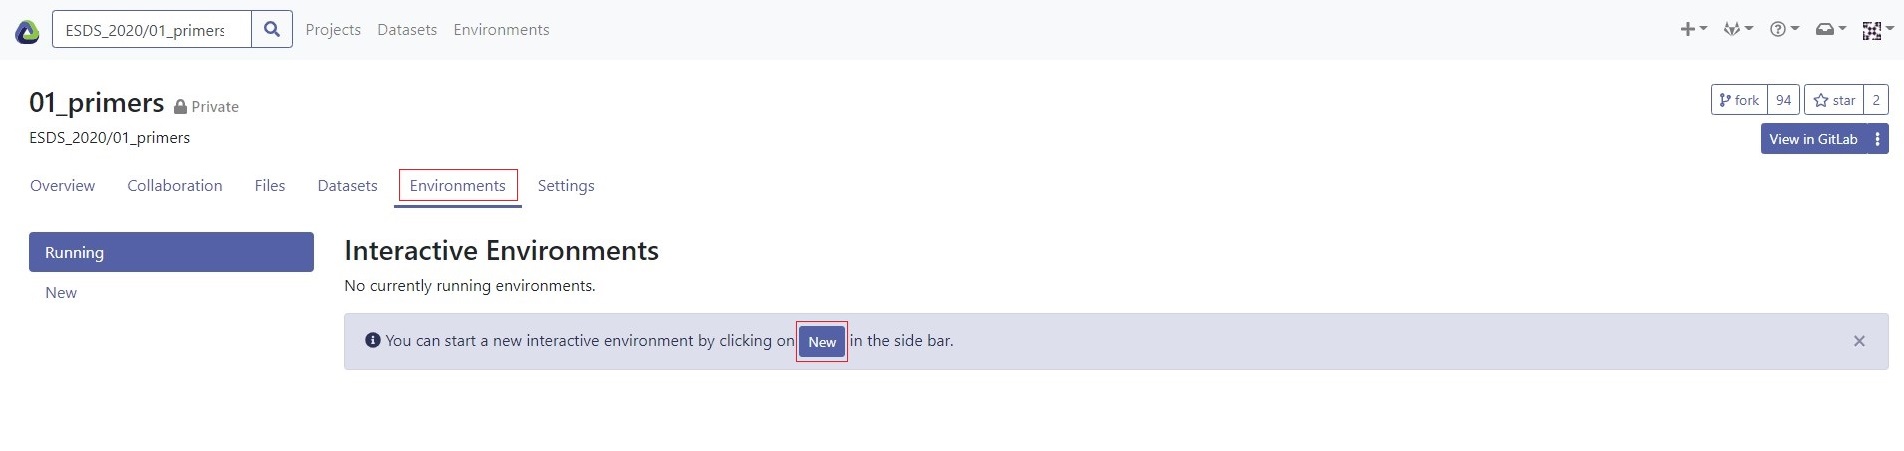 ESDS_2020/01_primers Projects Datasets Environments
01_primers Private
fork 94 star 2
ESDS_2020/01_primers
View in GitLab
Overview Collaboration Files Datasets Environments Settings
Running
New
Interactive Environments
No currently running environments.
You can start a new interactive environment by clicking on New in the side bar.